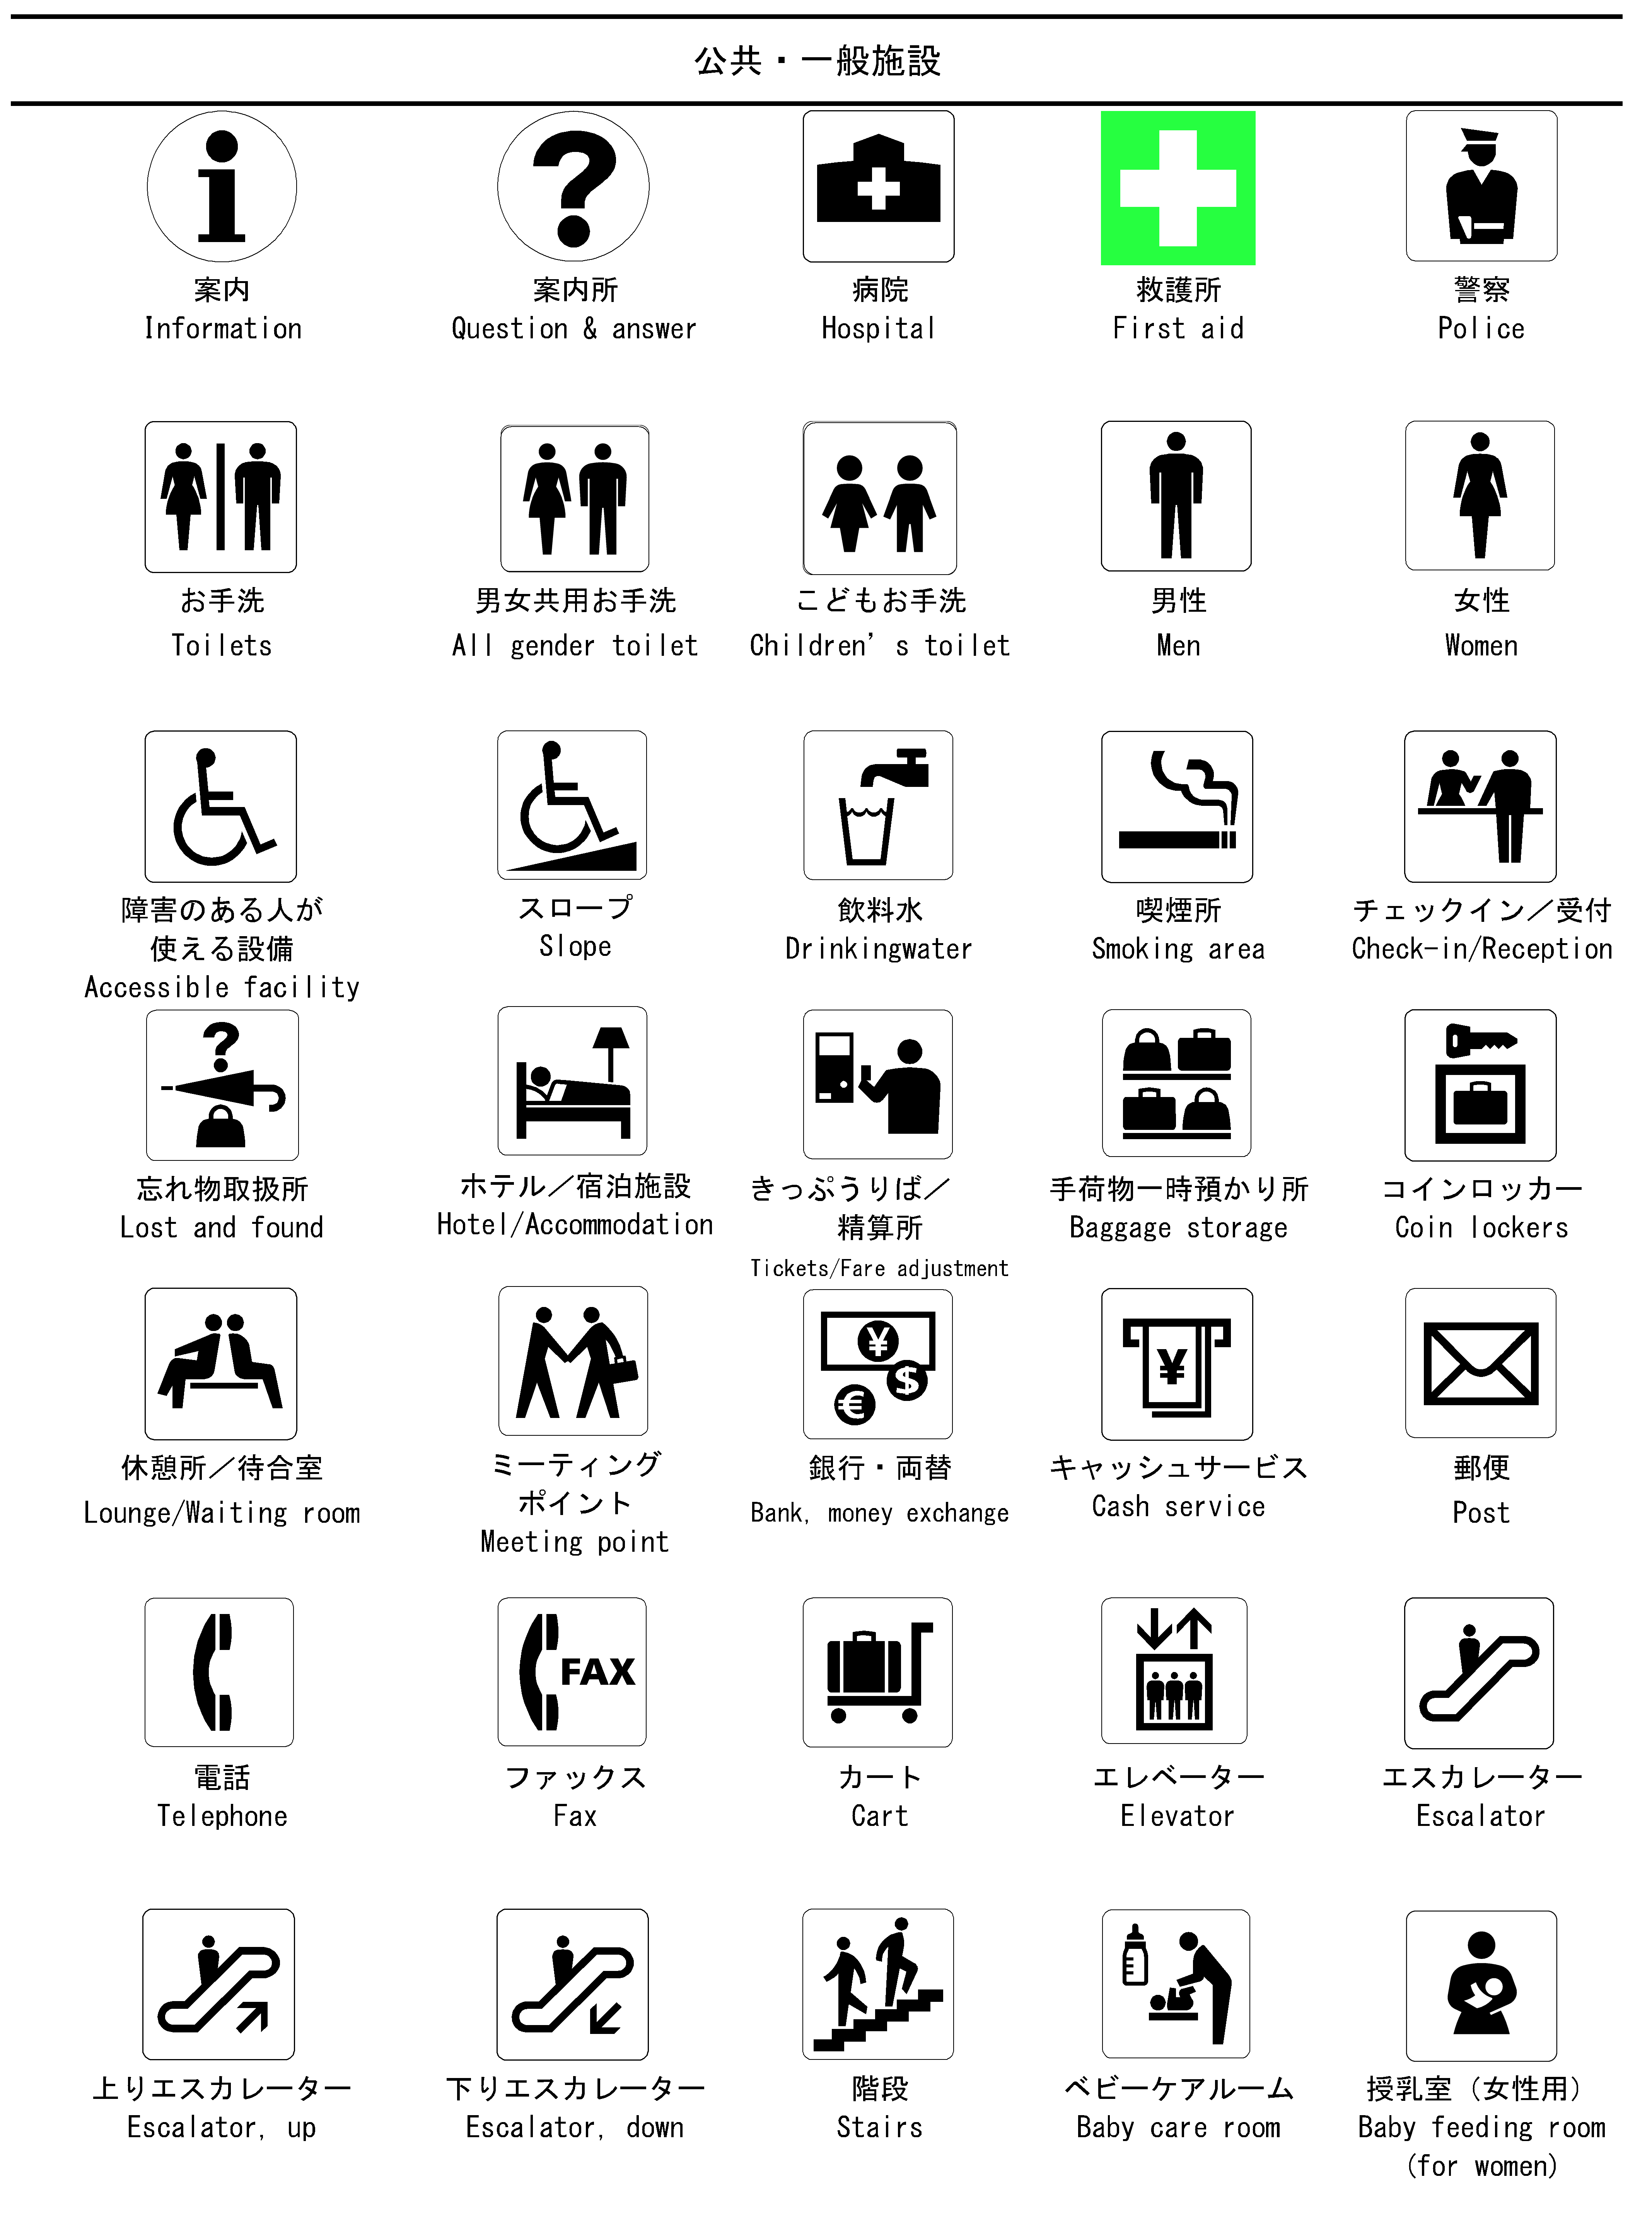 公共・一般施設
案内
Information
案内所
Question & answer
病院
Hospital
救護所
First aid
警察
Police
お手洗
Toilets
男女共用お手洗
All gender toilet
こどもお手洗
Children’s toilet
男性
Men
女性
Women
障害のある人が
使える設備
Accessible facility
スロープ
Slope
飲料水
Drinkingwater
喫煙所
Smoking area
チェックイン／受付
Check-in/Reception
?
忘れ物取扱所
Lost and found
ホテル／宿泊施設
Hotel/Accommodation
きっぷうりば／
精算所
Tickets/Fare adjustment
手荷物一時預かり所
Baggage storage
コインロッカー
Coin lockers
休憩所／待合室
Lounge/Waiting room
ミーティング
ポイント
Meeting point
¥
$
€
銀行・両替
Bank, money exchange
¥
キャッシュサービス
Cash service
郵便
Post
電話
Telephone
FAX
ファックス
Fax
カート
Cart
エレベーター
Elevator
エスカレーター
Escalator
上りエスカレーター
Escalator, up
下りエスカレーター
Escalator, down
階段
Stairs
ベビーケアルーム
Baby care room
授乳室（女性用）
Baby feeding room
(for women)